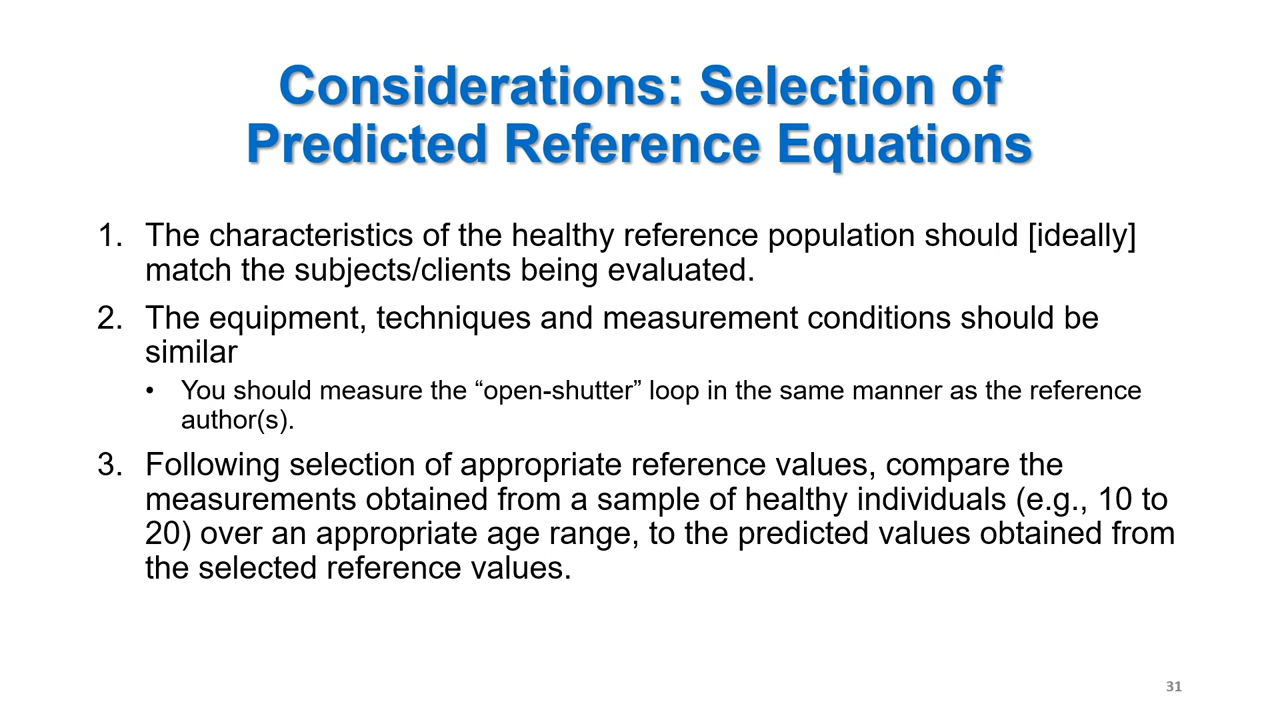 Considerations: Selection of
Predicted Reference Equations
1. The characteristics of the healthy reference population should [ideally]
match the subjects/clients being evaluated.
2. The equipment, techniques and measurement conditions should be
similar
• You should measure the “open-shutter” loop in the same manner as the reference
author(s).
3. Following selection of appropriate reference values, compare the
measurements obtained from a sample of healthy individuals (e.g., 10 to
20) over an appropriate age range, to the predicted values obtained from
the selected reference values.
31